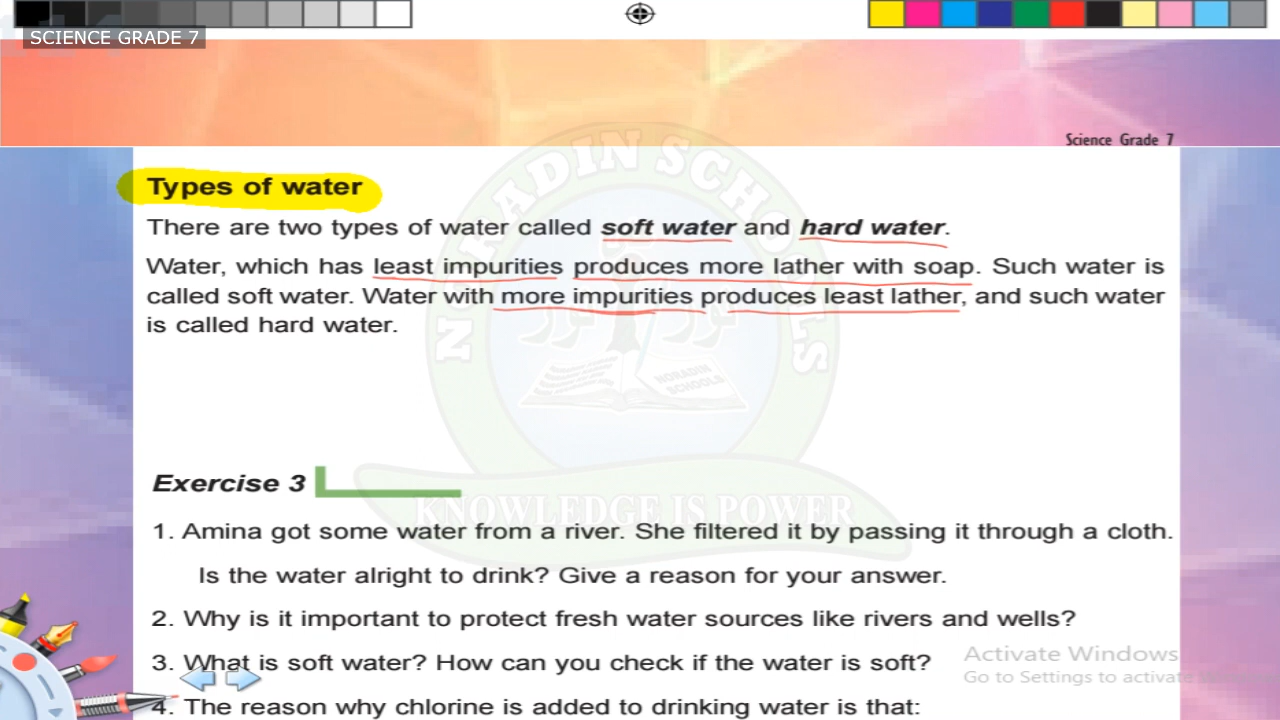 SCIENCE GRADE 7
Science Grade 7
Types of water
There are two types of water called soft water and hard water.
Water, which has least impurities produces more lather with soap. Such water is
called soft water. Water with more impurities produces least lather, and such water
is called hard water.
NORADIN SCHOOLS
NORADIN
SCHOOLS
KNOWLEDGE IS POWER
Exercise 3
1. Amina got some water from a river. She filtered it by passing it through a cloth.
Is the water alright to drink? Give a reason for your answer.
2. Why is it important to protect fresh water sources like rivers and wells?
3. What is soft water? How can you check if the water is soft?
Activate Windows
Go to Settings to activate
4. The reason why chlorine is added to drinking water is that: